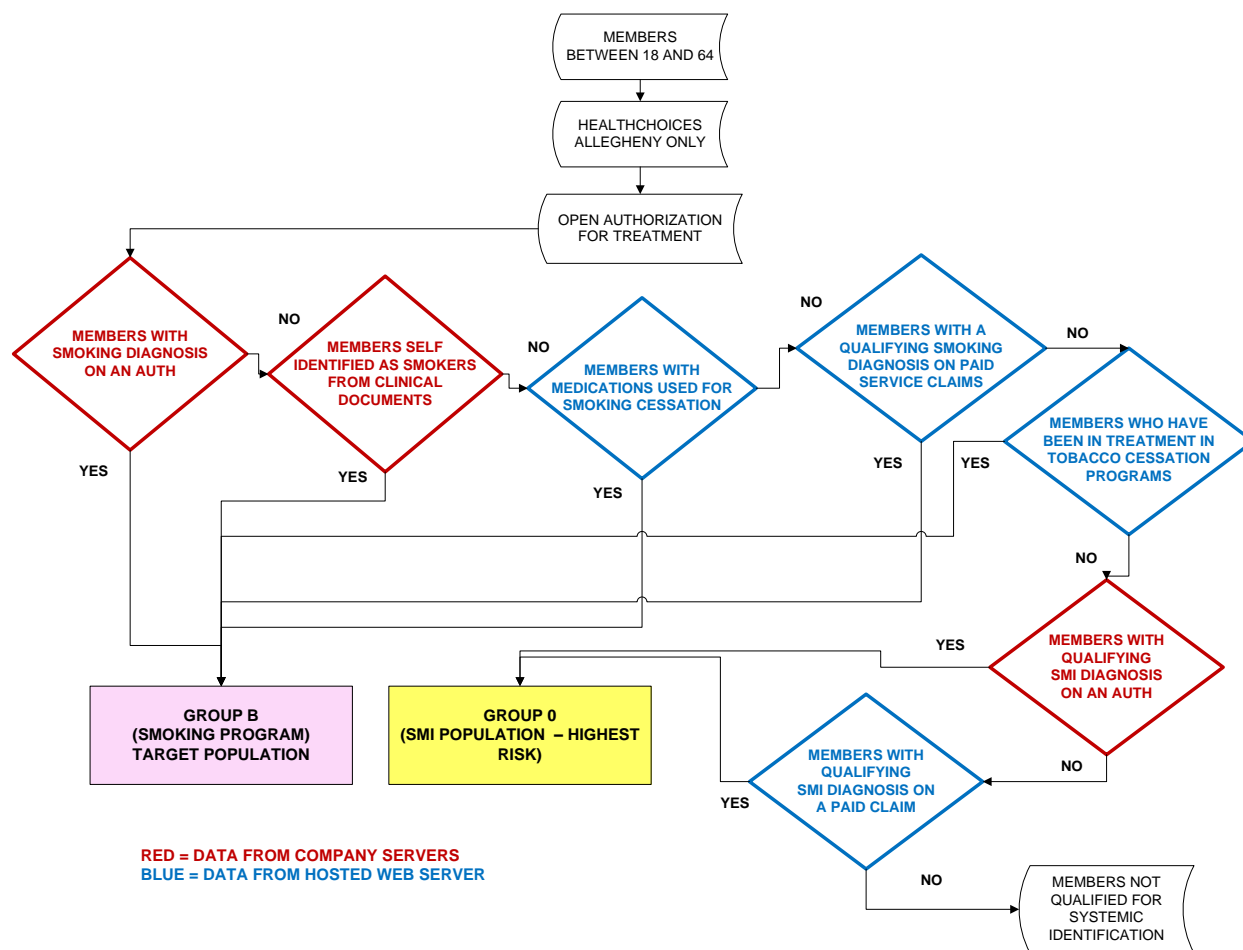 MEMBERS
BETWEEN 18 AND 64
HEALTHCHOICES
ALLEGHENY ONLY
OPEN AUTHORIZATION
FOR TREATMENT
MEMBERS WITH
SMOKING DIAGNOSIS
ON AN AUTH
NO
YES
MEMBERS SELF
IDENTIFIED AS SMOKERS
FROM CLINICAL
DOCUMENTS
NO
YES
MEMBERS WITH
MEDICATIONS USED FOR
SMOKING CESSATION
YES
MEMBERS WITH A
QUALIFYING SMOKING
DIAGNOSIS ON PAID
SERVICE CLAIMS
NO
YES
MEMBERS WHO HAVE
BEEN IN TREATMENT IN
TOBACCO CESSATION
PROGRAMS
YES
NO
MEMBERS WITH
QUALIFYING
SMI DIAGNOSIS
ON AN AUTH
YES
NO
GROUP B
(SMOKING PROGRAM)
TARGET POPULATION
GROUP 0
(SMI POPULATION – HIGHEST
RISK)
MEMBERS WITH
QUALIFYING
SMI DIAGNOSIS ON
A PAID CLAIM
YES
NO
RED = DATA FROM COMPANY SERVERS
BLUE = DATA FROM HOSTED WEB SERVER
MEMBERS NOT
QUALIFIED FOR
SYSTEMIC
IDENTIFICATION